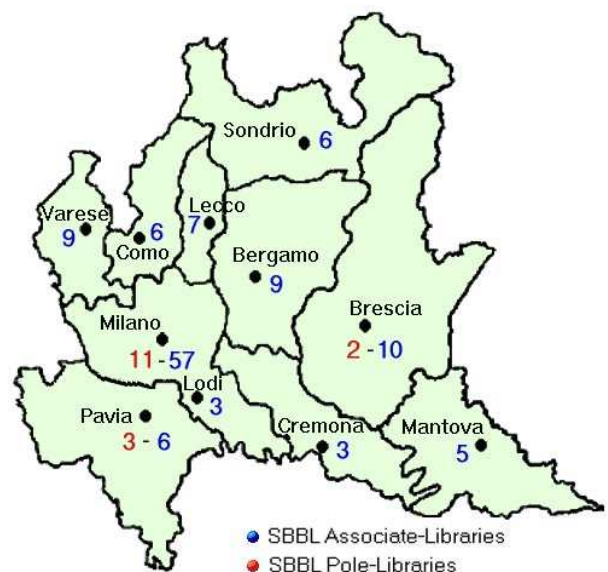 Sondrio
6
Lecco
7
Varese
9
6
Como
Bergamo
9
Brescia
2 - 10
Milano
11 - 57
Lodi
3
Pavia
3 - 6
Cremona
3
Mantova
5
SBBL Associate-Libraries
SBBL Pole-Libraries